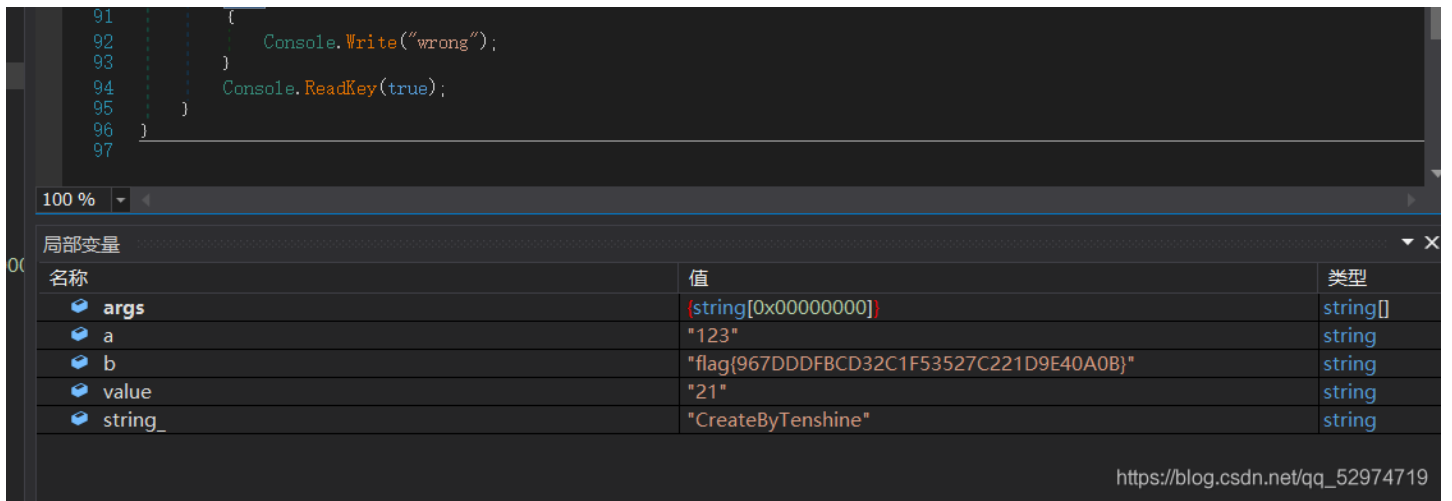 91 {
92 Console.Write("wrong");
93 }
94 Console.ReadKey(true);
95 }
96 }
97
100 %
局部变量
00
名称 值 类型
args {string[0x00000000]} string[]
a "123" string
b "flag{967DDDFBCD32C1F53527C221D9E40A0B}" string
value "21" string
string_ "CreateByTenshine" string
https://blog.csdn.net/qq_52974719